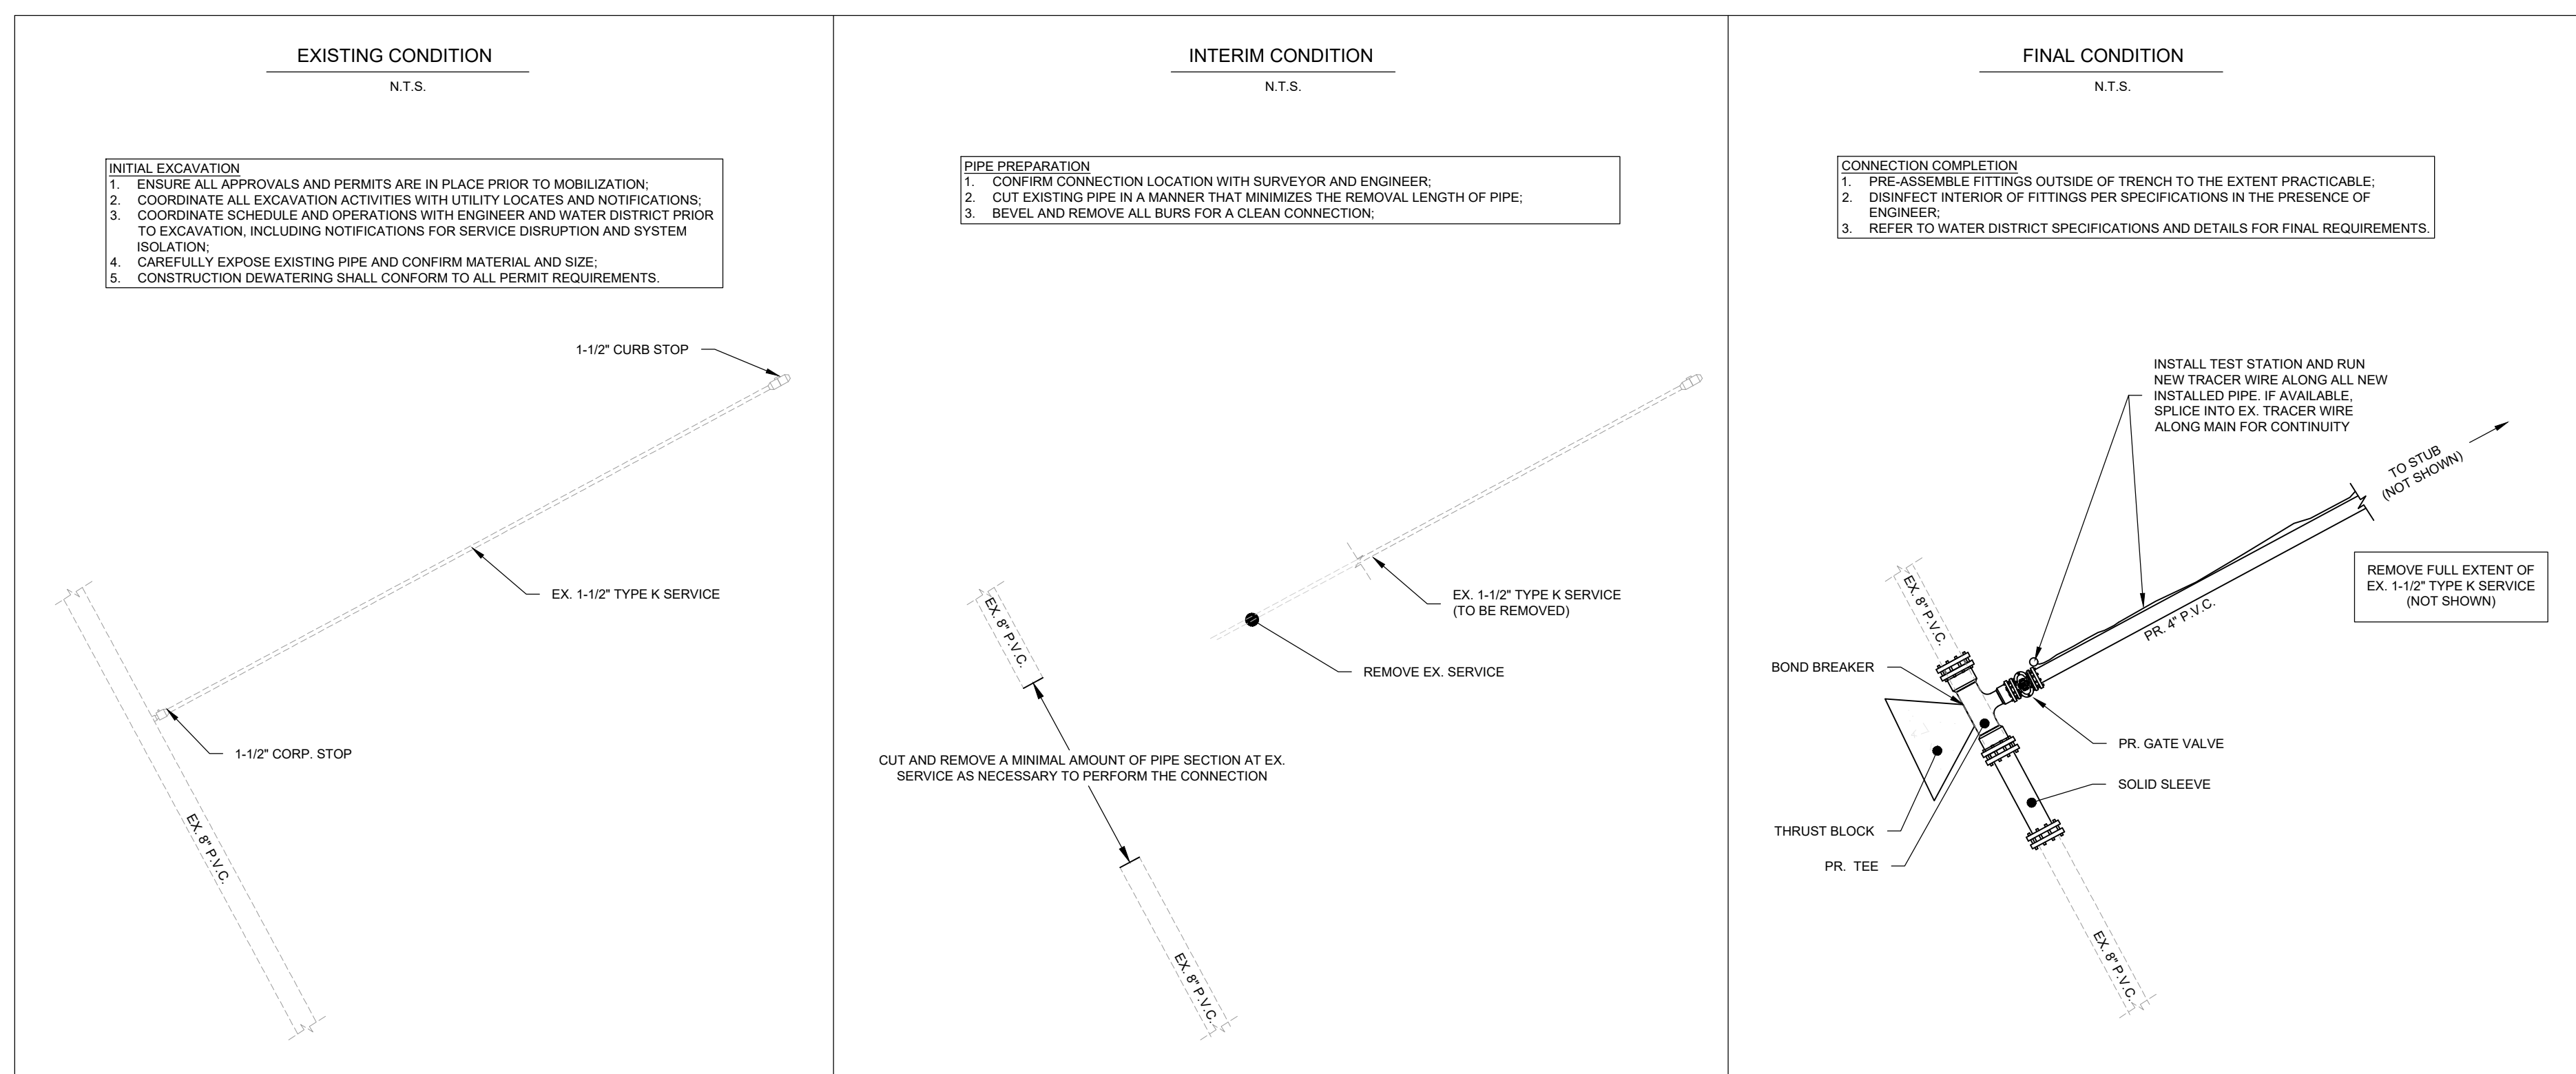 EXISTING CONDITION
N.T.S.
INITIAL EXCAVATION
1. ENSURE ALL APPROVALS AND PERMITS ARE IN PLACE PRIOR TO MOBILIZATION;
2. COORDINATE ALL EXCAVATION ACTIVITIES WITH UTILITY LOCATES AND NOTIFICATIONS;
3. COORDINATE SCHEDULE AND OPERATIONS WITH ENGINEER AND WATER DISTRICT PRIOR
TO EXCAVATION, INCLUDING NOTIFICATIONS FOR SERVICE DISRUPTION AND SYSTEM
ISOLATION;
4. CAREFULLY EXPOSE EXISTING PIPE AND CONFIRM MATERIAL AND SIZE;
5. CONSTRUCTION DEWATERING SHALL CONFORM TO ALL PERMIT REQUIREMENTS.
1-1/2" CURB STOP
EX. 1-1/2" TYPE K SERVICE
1-1/2" CORP. STOP
EX. 8" P.V.C.
INTERIM CONDITION
N.T.S.
PIPE PREPARATION
1. CONFIRM CONNECTION LOCATION WITH SURVEYOR AND ENGINEER;
2. CUT EXISTING PIPE IN A MANNER THAT MINIMIZES THE REMOVAL LENGTH OF PIPE;
3. BEVEL AND REMOVE ALL BURS FOR A CLEAN CONNECTION;
EX. 8" P.V.C.
EX. 1-1/2" TYPE K SERVICE
(TO BE REMOVED)
REMOVE EX. SERVICE
CUT AND REMOVE A MINIMAL AMOUNT OF PIPE SECTION AT EX.
SERVICE AS NECESSARY TO PERFORM THE CONNECTION
EX. 8" P.V.C.
FINAL CONDITION
N.T.S.
CONNECTION COMPLETION
1. PRE-ASSEMBLE FITTINGS OUTSIDE OF TRENCH TO THE EXTENT PRACTICABLE;
2. DISINFECT INTERIOR OF FITTINGS PER SPECIFICATIONS IN THE PRESENCE OF
ENGINEER;
3. REFER TO WATER DISTRICT SPECIFICATIONS AND DETAILS FOR FINAL REQUIREMENTS.
INSTALL TEST STATION AND RUN
NEW TRACER WIRE ALONG ALL NEW
INSTALLED PIPE. IF AVAILABLE,
SPLICE INTO EX. TRACER WIRE
ALONG MAIN FOR CONTINUITY
TO STUB
(NOT SHOWN)
REMOVE FULL EXTENT OF
EX. 1-1/2" TYPE K SERVICE
(NOT SHOWN)
EX. 8" P.V.C.
PR. 4" P.V.C.
BOND BREAKER
PR. GATE VALVE
SOLID SLEEVE
THRUST BLOCK
PR. TEE
EX. 8" P.V.C.